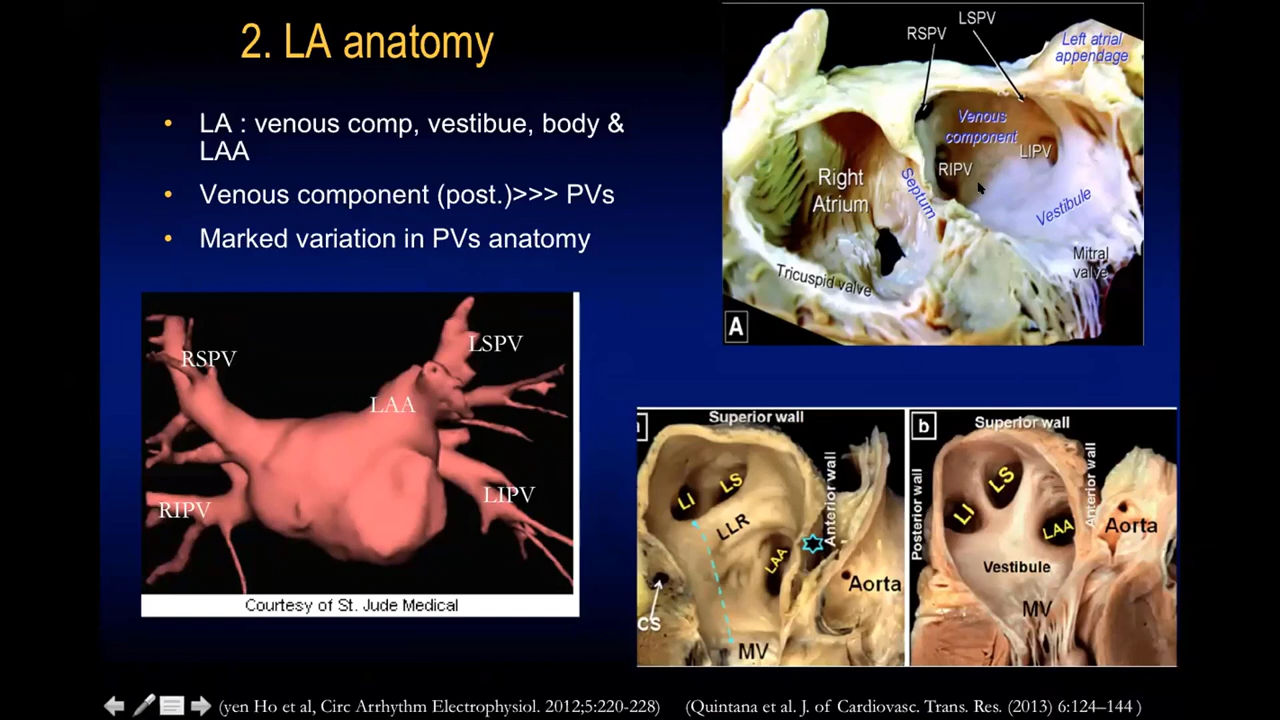 2. LA anatomy
• LA : venous comp, vestibue, body &
LAA
• Venous component (post.)>>> PVs
• Marked variation in PVs anatomy
RSPV
LSPV
LAA
RIPV
LIPV
Courtesy of St. Jude Medical
LSPV
RSPV
Left atrial
appendage
Venous
component
LIPV
RIPV
Right
Atrium
Septum
Vestibule
Mitral
valve
Tricuspid valve
A
Superior wall
LI
LS
LLR
LAA
Anterior wall
Aorta
CS
MV
b
Superior wall
Posterior wall
LI
LS
LAA
Anterior wall
Aorta
Vestibule
MV
(yen Ho et al, Circ Arrhythm Electrophysiol. 2012;5:220-228)
(Quintana et al. J. of Cardiovasc. Trans. Res. (2013) 6:124–144 )